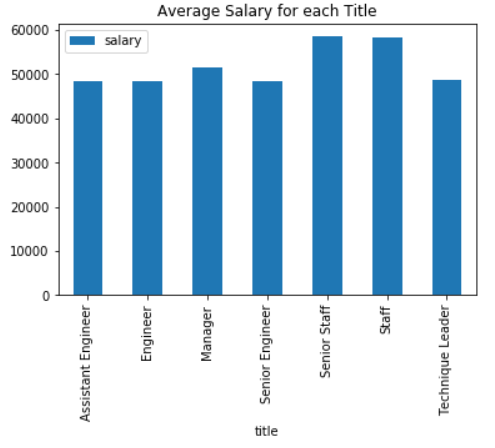 Average Salary for each Title
salary
60000
50000
40000
30000
20000
10000
0
Assistant Engineer
Engineer
Manager
Senior Engineer
Senior Staff
Staff
Technique Leader
title